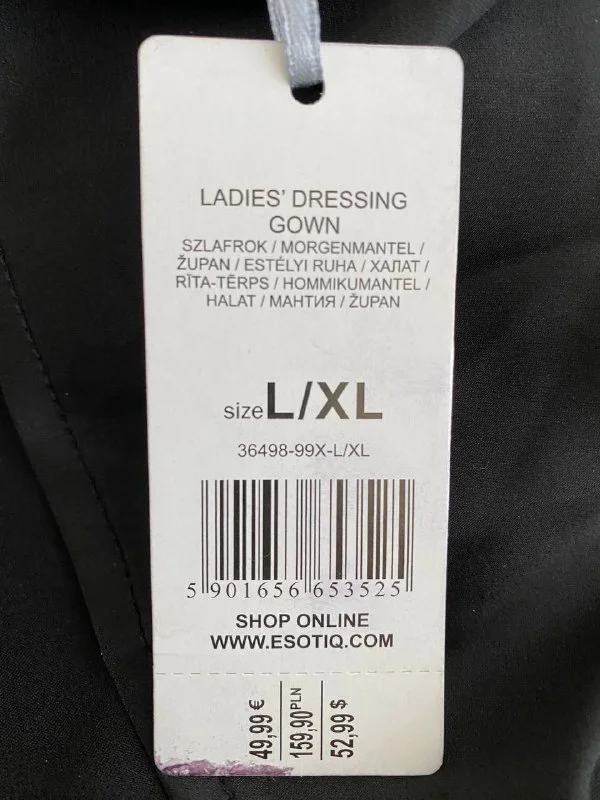 LADIES' DRESSING
GOWN
SZLAFROK / MORGENMANTEL /
ŽUPAN / ESTÉLYI RUHA / ХАЛАТ /
RĪTA-TĒRPS / HOMMIKUMANTEL /
HALAT / МАНТИЯ / ŽUPAN
size L/XL
36498-99X-L/XL
5 901656 653525
SHOP ONLINE
WWW.ESOTIQ.COM
49,99 €
159,90 PLN
52,99 $